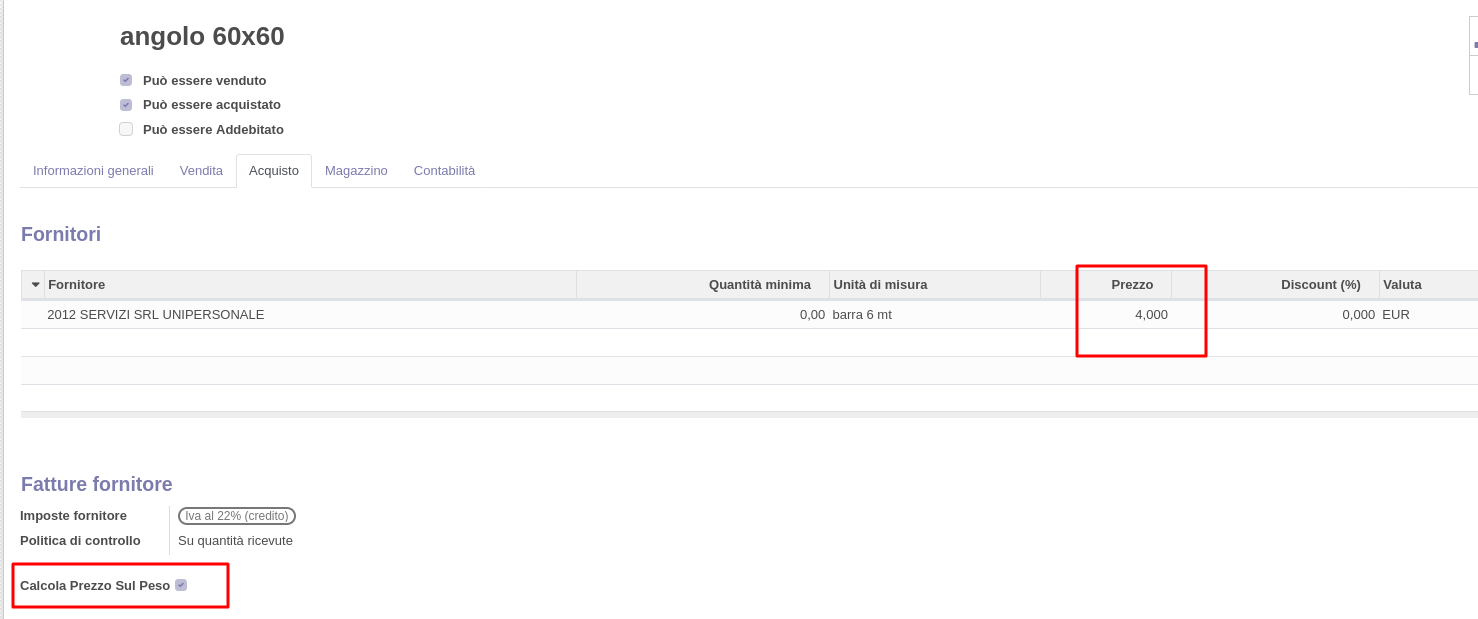 angolo 60x60
Può essere venduto
Può essere acquistato
Può essere Addebitato
Informazioni generali Vendita Acquisto Magazzino Contabilità
Fornitori
Fornitore Quantità minima Unità di misura Prezzo Discount (%) Valuta
2012 SERVIZI SRL UNIPERSONALE 0,00 barra 6 mt 4,000 0,000 EUR
Fatture fornitore
Imposte fornitore Iva al 22% (credito)
Politica di controllo Su quantità ricevute
Calcola Prezzo Sul Peso